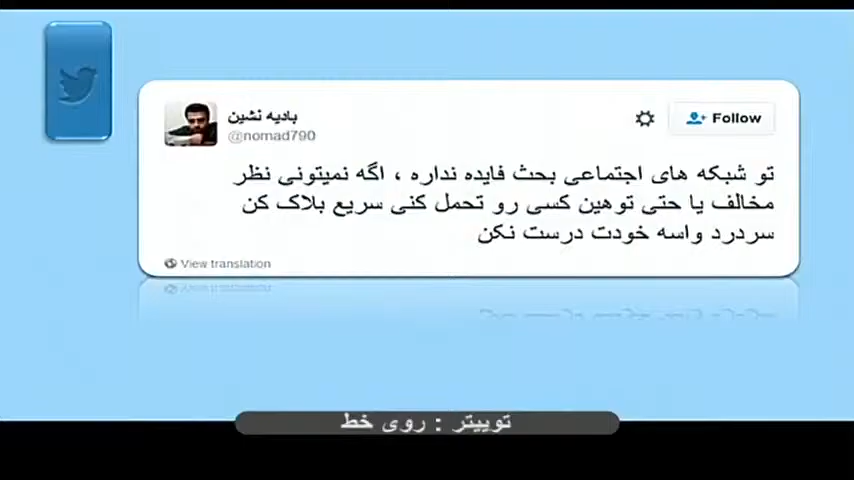 بادیه نشین
@nomad790
Follow
تو شبکه های اجتماعی بحث فایده نداره ، اگه نمیتونی نظر
مخالف یا حتی توهین کسی رو تحمل کنی سریع بلاک کن
سردرد واسه خودت درست نکن
View translation
توییتر : روی خط